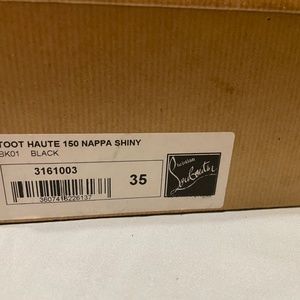 TOOT HAUTE 150 NAPPA SHINY
BK01 BLACK
3161003
35
Christian
Louboutin